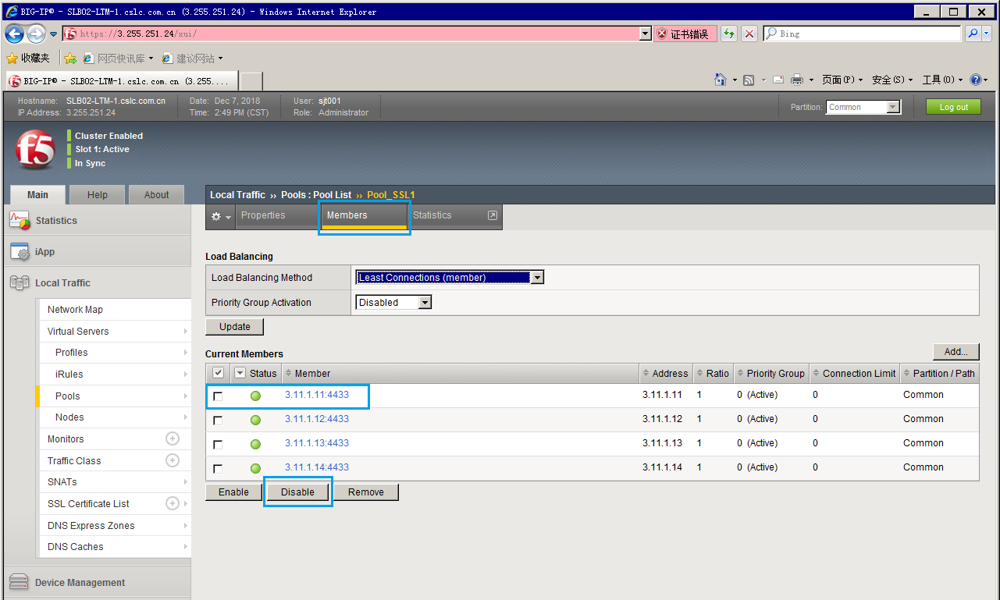 BIG-IP® - SLB02-LTM-1.cslc.com.cn (3.255.251.24) - Windows Internet Explorer
https://3.255.251.24/xui/
证书错误
Bing
收藏夹
网页快讯库
建议网站
BIG-IP® - SLB02-LTM-1.cslc.com.cn (3.255....
页面(P)
安全(S)
工具(O)
Hostname: SLB02-LTM-1.cslc.com.cn Date: Dec 7, 2018 User: sjt001
IP Address: 3.255.251.24 Time: 2:49 PM (CST) Role: Administrator
Partition: Common
Log out
f5
Cluster Enabled
Slot 1: Active
In Sync
Main Help About
Local Traffic ›› Pools : Pool List ›› Pool_SSL1
Properties Members Statistics
Statistics
iApp
Local Traffic
Network Map
Virtual Servers
Profiles
iRules
Pools
Nodes
Monitors
Traffic Class
SNATs
SSL Certificate List
DNS Express Zones
DNS Caches
Device Management
Load Balancing
Load Balancing Method Least Connections (member)
Priority Group Activation Disabled
Update
Current Members
Add...
Status Member Address Ratio Priority Group Connection Limit Partition / Path
3.11.1.11:4433 3.11.1.11 1 0 (Active) 0 Common
3.11.1.12:4433 3.11.1.12 1 0 (Active) 0 Common
3.11.1.13:4433 3.11.1.13 1 0 (Active) 0 Common
3.11.1.14:4433 3.11.1.14 1 0 (Active) 0 Common
Enable Disable Remove